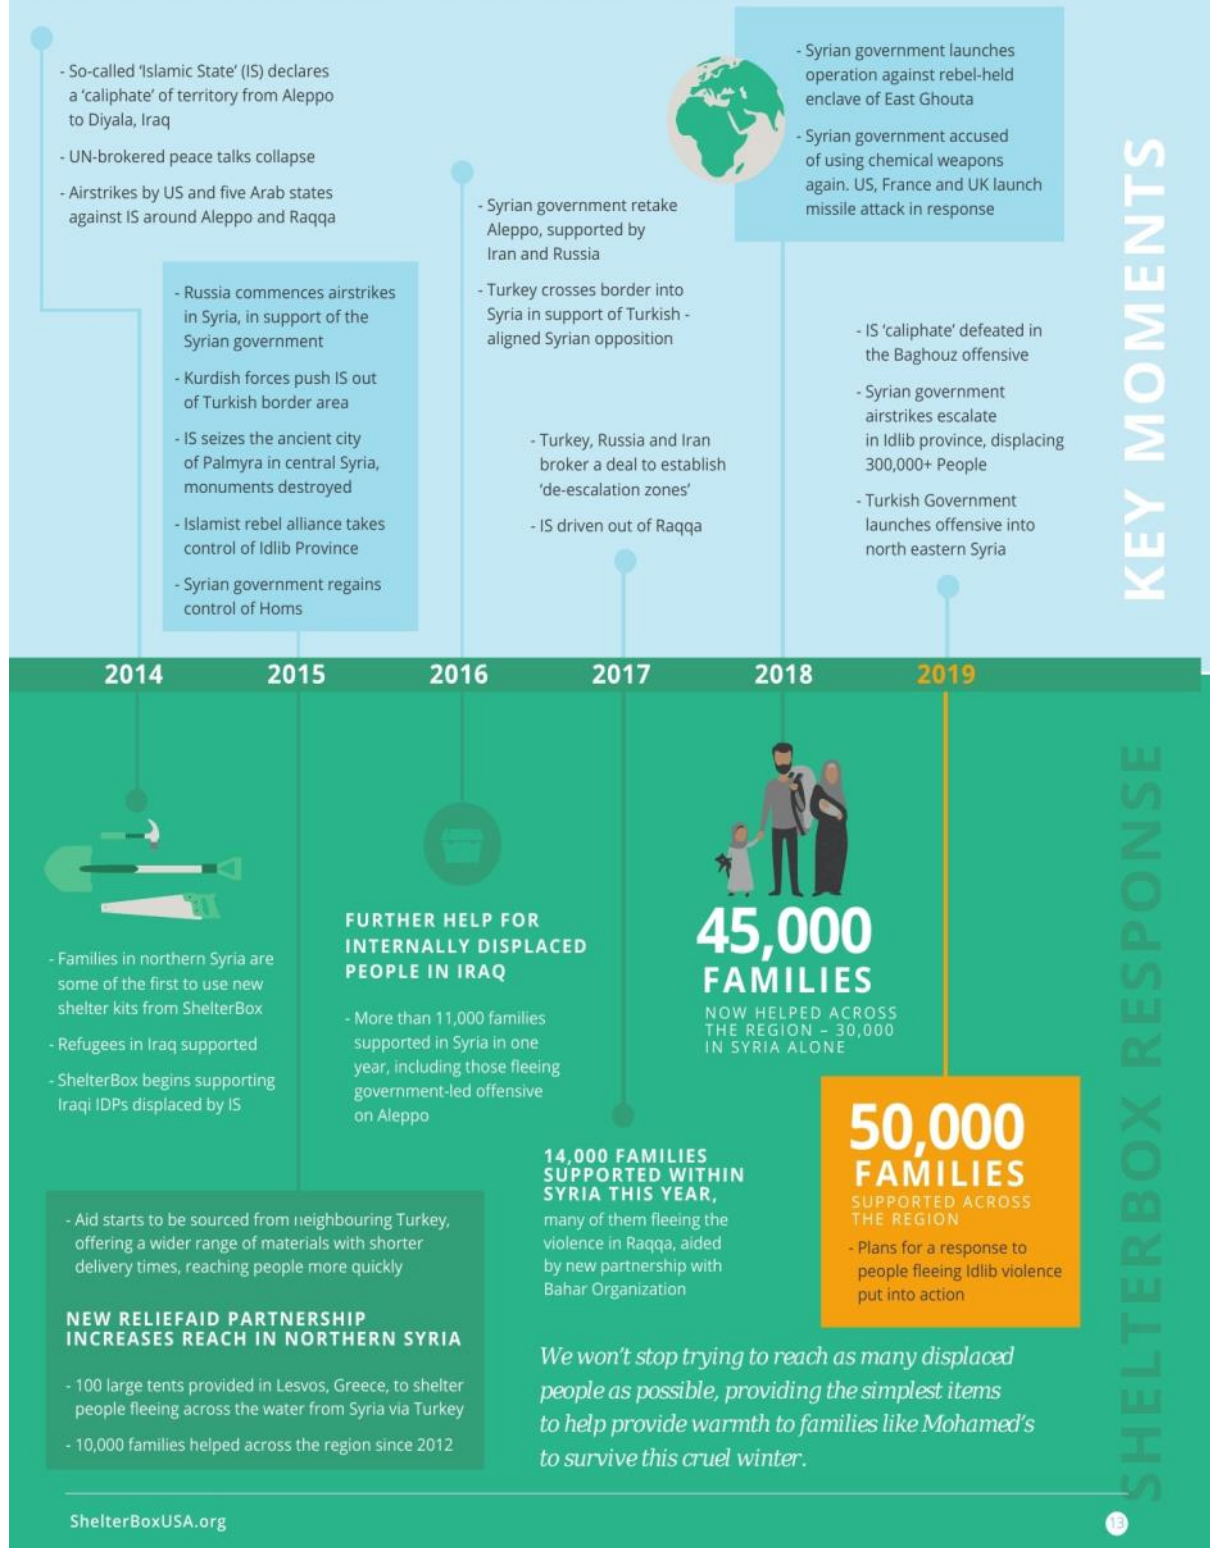 - So-called 'Islamic State' (IS) declares
a 'caliphate' of territory from Aleppo
to Diyala, Iraq
- UN-brokered peace talks collapse
- Airstrikes by US and five Arab states
against IS around Aleppo and Raqqa
- Russia commences airstrikes
in Syria, in support of the
Syrian government
- Kurdish forces push IS out
of Turkish border area
- IS seizes the ancient city
of Palmyra in central Syria,
monuments destroyed
- Islamist rebel alliance takes
control of Idlib Province
- Syrian government regains
control of Homs
- Syrian government retake
Aleppo, supported by
Iran and Russia
- Turkey crosses border into
Syria in support of Turkish -
aligned Syrian opposition
- Turkey, Russia and Iran
broker a deal to establish
'de-escalation zones'
- IS driven out of Raqqa
- Syrian government launches
operation against rebel-held
enclave of East Ghouta
- Syrian government accused
of using chemical weapons
again. US, France and UK launch
missile attack in response
- IS 'caliphate' defeated in
the Baghouz offensive
- Syrian government
airstrikes escalate
in Idlib province, displacing
300,000+ People
- Turkish Government
launches offensive into
north eastern Syria
KEY MOMENTS
2014 2015 2016 2017 2018 2019
- Families in northern Syria are
some of the first to use new
shelter kits from ShelterBox
- Refugees in Iraq supported
- ShelterBox begins supporting
Iraqi IDPs displaced by IS
- Aid starts to be sourced from neighbouring Turkey,
offering a wider range of materials with shorter
delivery times, reaching people more quickly
NEW RELIEFAID PARTNERSHIP
INCREASES REACH IN NORTHERN SYRIA
- 100 large tents provided in Lesvos, Greece, to shelter
people fleeing across the water from Syria via Turkey
- 10,000 families helped across the region since 2012
FURTHER HELP FOR
INTERNALLY DISPLACED
PEOPLE IN IRAQ
- More than 11,000 families
supported in Syria in one
year, including those fleeing
government-led offensive
on Aleppo
14,000 FAMILIES
SUPPORTED WITHIN
SYRIA THIS YEAR,
many of them fleeing the
violence in Raqqa, aided
by new partnership with
Bahar Organization
45,000
FAMILIES
NOW HELPED ACROSS
THE REGION – 30,000
IN SYRIA ALONE
50,000
FAMILIES
SUPPORTED ACROSS
THE REGION
- Plans for a response to
people fleeing Idlib violence
put into action
We won't stop trying to reach as many displaced
people as possible, providing the simplest items
to help provide warmth to families like Mohamed's
to survive this cruel winter.
SHELTERBOX RESPONSE
ShelterBoxUSA.org
13